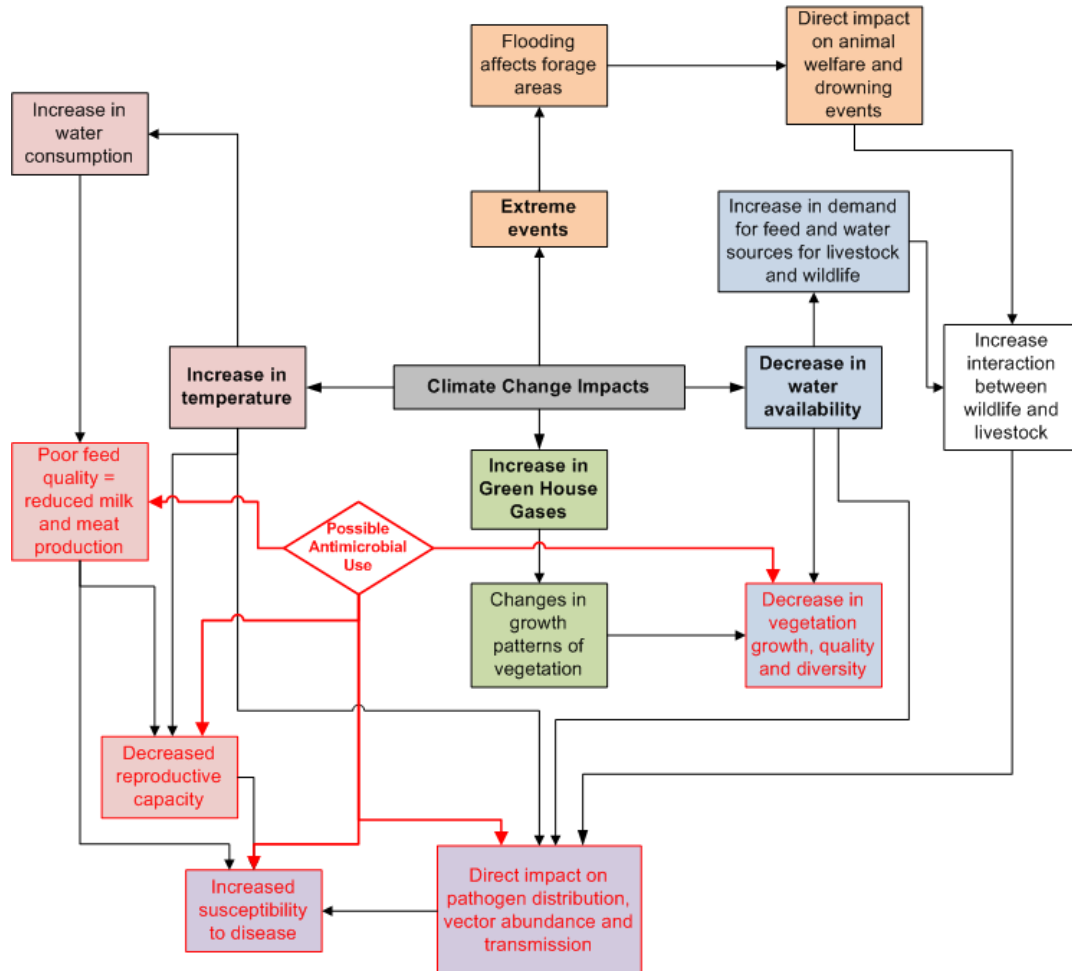 Flooding
affects forage
areas
Direct impact
on animal
welfare and
drowning
events
Increase in
water
consumption
Extreme
events
Increase in demand
for feed and water
sources for livestock
and wildlife
Increase in
temperature
Climate Change Impacts
Decrease in
water
availability
Increase
interaction
between
wildlife and
livestock
Poor feed
quality =
reduced milk
and meat
production
Increase in
Green House
Gases
Possible
Antimicrobial
Use
Changes in
growth
patterns of
vegetation
Decrease in
vegetation
growth, quality
and diversity
Decreased
reproductive
capacity
Increased
susceptibility
to disease
Direct impact on
pathogen distribution,
vector abundance and
transmission